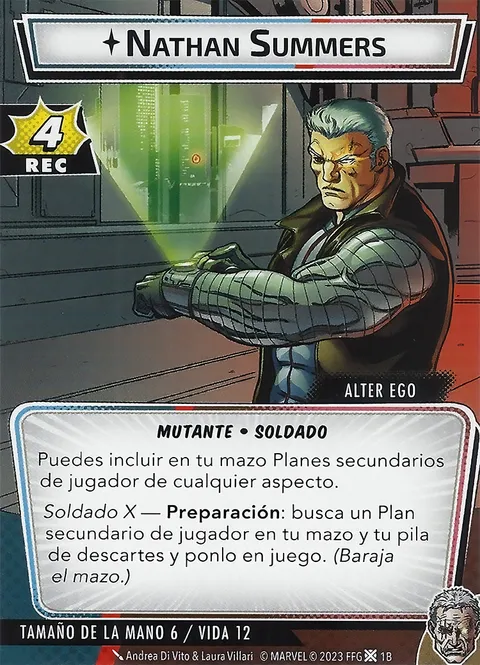 NATHAN SUMMERS
4
REC
ALTER EGO
MUTANTE • SOLDADO
Puedes incluir en tu mazo Planes secundarios
de jugador de cualquier aspecto.
Soldado X — Preparación: busca un Plan
secundario de jugador en tu mazo y tu pila
de descartes y ponlo en juego. (Baraja
el mazo.)
TAMAÑO DE LA MANO 6 / VIDA 12
Andrea Di Vito & Laura Villari © MARVEL © 2023 FFG 1B